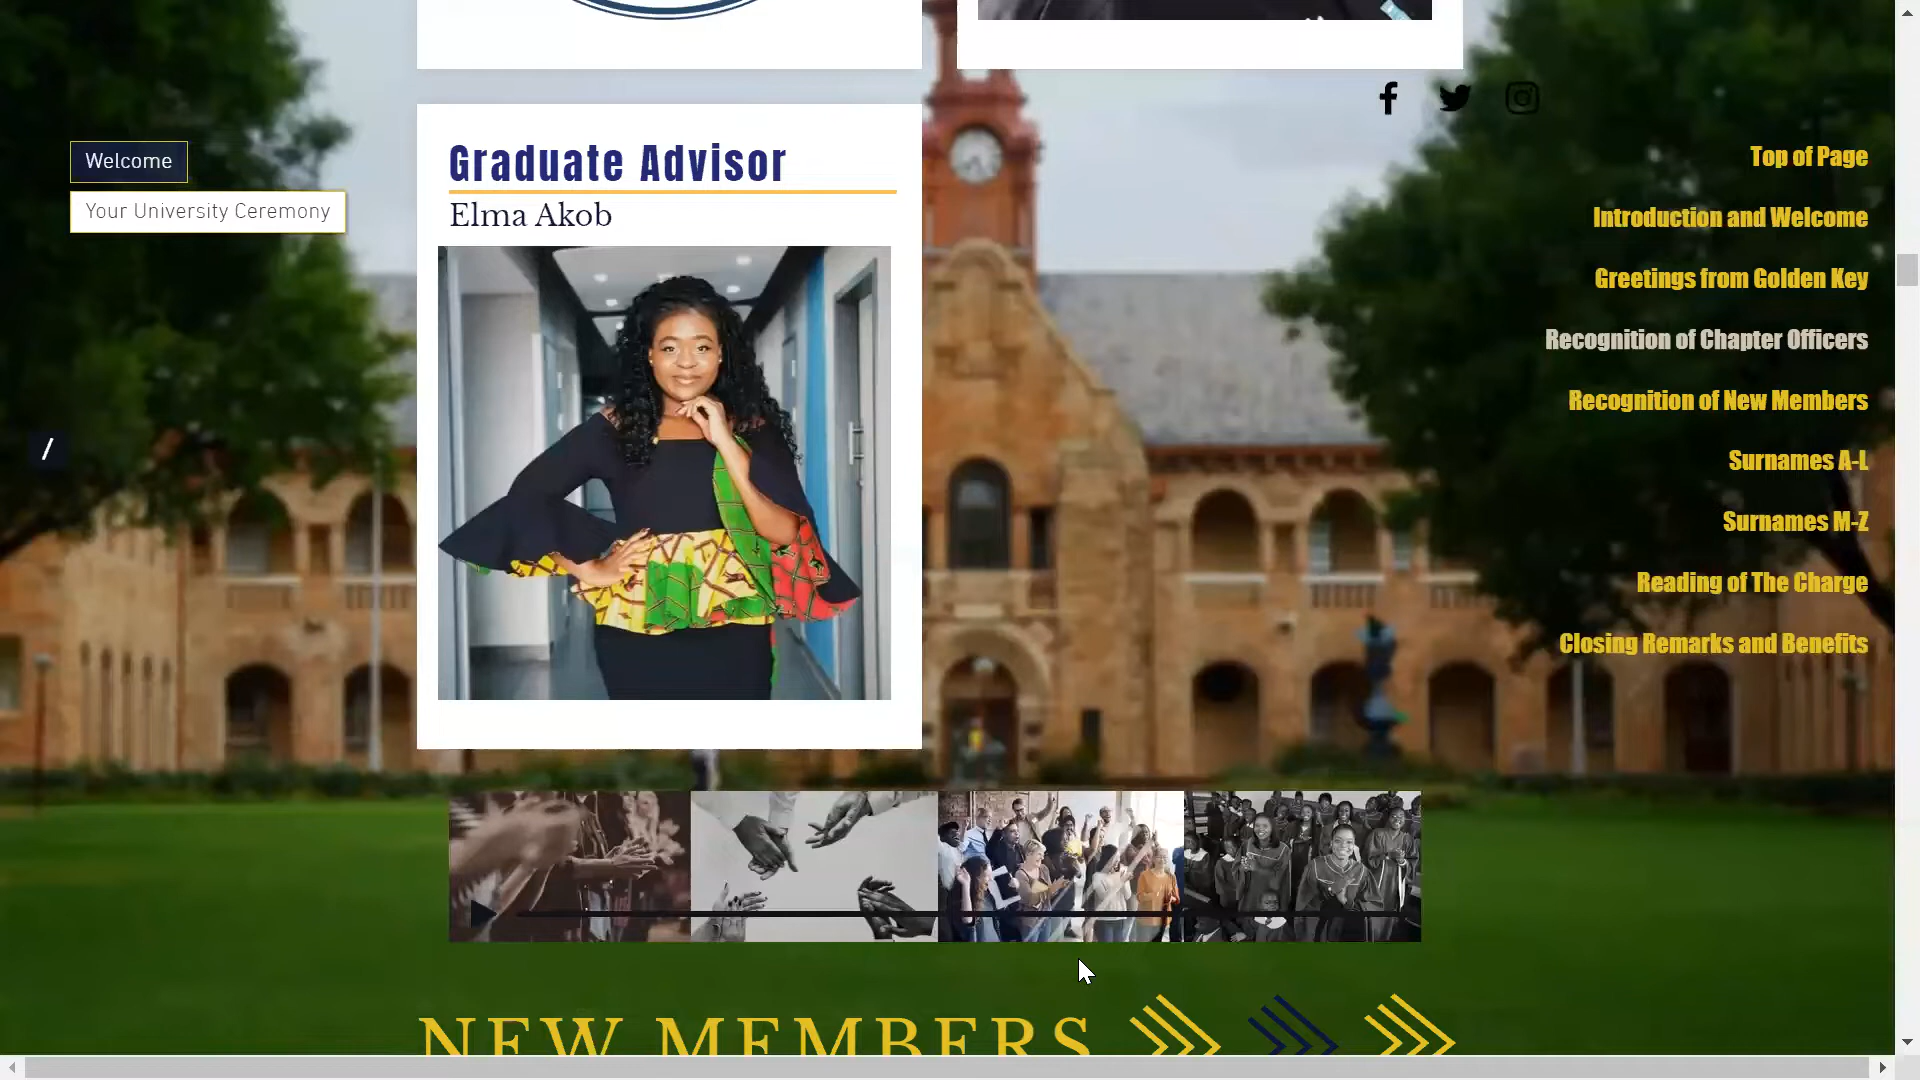 Welcome
Your University Ceremony
/
Graduate Advisor
Elma Akob
Top of Page
Introduction and Welcome
Greetings from Golden Key
Recognition of Chapter Officers
Recognition of New Members
Surnames A-L
Surnames M-Z
Reading of The Charge
Closing Remarks and Benefits
NEW MEMBERS